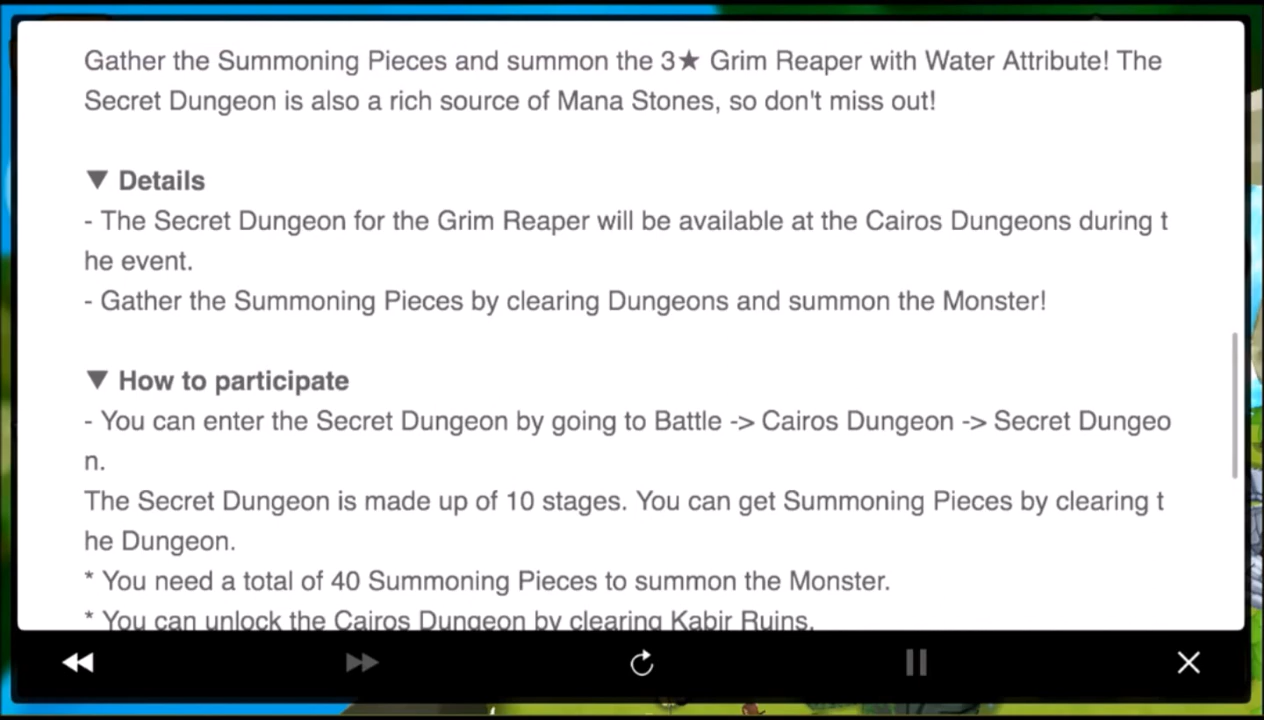 Gather the Summoning Pieces and summon the 3★ Grim Reaper with Water Attribute! The
Secret Dungeon is also a rich source of Mana Stones, so don't miss out!
▼ Details
- The Secret Dungeon for the Grim Reaper will be available at the Cairos Dungeons during t
he event.
- Gather the Summoning Pieces by clearing Dungeons and summon the Monster!
▼ How to participate
- You can enter the Secret Dungeon by going to Battle -> Cairos Dungeon -> Secret Dungeo
n.
The Secret Dungeon is made up of 10 stages. You can get Summoning Pieces by clearing t
he Dungeon.
* You need a total of 40 Summoning Pieces to summon the Monster.
* You can unlock the Cairos Dungeon by clearing Kabir Ruins.